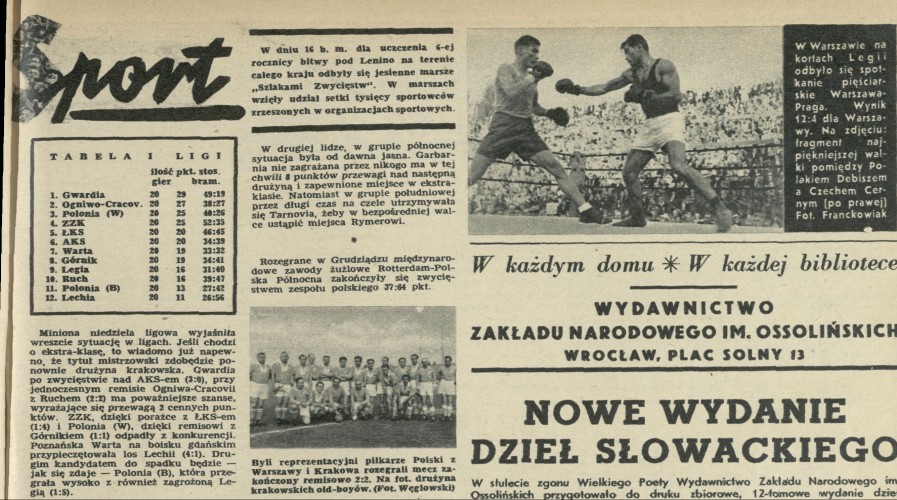 Sport
TABELA I LIGI
ilość pkt. stos.
gier bram.
1. Gwardia 20 29 49:19
2. Ogniwo-Cracov. 20 27 38:27
3. Polonia (W) 20 25 40:26
4. ZZK 20 25 52:35
5. ŁKS 20 20 46:45
6. AKS 20 20 34:39
7. Warta 20 19 33:32
8. Górnik 20 19 34:41
9. Legia 20 16 31:40
10. Ruch 20 16 39:47
11. Polonia (B) 20 13 27:42
12. Lechia 20 11 26:56
Miniona niedziela ligowa wyjaśniła
wreszcie sytuację w ligach. Jeśli chodzi
o ekstra-klasę, to wiadomo już napew-
no, że tytuł mistrzowski zdobędzie po-
nownie drużyna krakowska. Gwardia
po zwycięstwie nad AKS-em (3:0), przy
jednoczesnym remisie Ogniwa-Cracovii
z Ruchem (2:2) ma poważniejsze szanse,
wyrażające się przewagą 2 cennych pun-
któw. ZZK, dzięki porażce z ŁKS-em
(1:4) i Polonia (W), dzięki remisowi z
Górnikiem (1:1) odpadły z konkurencji.
Poznańska Warta na boisku gdańskim
przypieczętowała los Lechii (4:1). Dru-
gim kandydatem do spadku będzie —
jak się zdaje — Polonia (B), która prze-
grała wysoko z również zagrożoną Le-
gią (1:5).
W dniu 16 b. m. dla uczczenia 6-ej
rocznicy bitwy pod Lenino na terenie
całego kraju odbyły się jesienne marsze
„Szlakami Zwycięstw". W marszach
wzięły udział setki tysięcy sportowców
zrzeszonych w organizacjach sportowych.
W drugiej lidze, w grupie północnej
sytuacja była od dawna jasna. Garbar-
nia nie zagrażana przez nikogo ma w tej
chwili 8 punktów przewagi nad następną
drużyną i zapewnione miejsce w ekstra-
klasie. Natomiast w grupie południowej
przez długi czas na czele utrzymywała
się Tarnovia, żeby w bezpośredniej wal-
ce ustąpić miejsca Rymerowi.
Rozegrane w Grudziądzu międzynaro-
dowe zawody żużlowe Rotterdam-Pol-
ska Północna zakończyły się zwycię-
stwem zespołu polskiego 37:64 pkt.
Byli reprezentacyjni piłkarze Polski z
Warszawy i Krakowa rozegrali mecz za-
kończony remisowo 2:2. Na fot. drużyna
krakowskich old-boyów. (Fot. Węglowski)
W Warszawie na
kortach Legii
odbyło się spot-
kanie pięściar-
skie Warszawa-
Praga. Wynik
12:4 dla Warsza-
wy. Na zdjęciu:
fragment naj-
piękniejszej wal-
ki pomiędzy Po-
lakiem Debiszem
a Czechem Cer-
nym (po prawej)
Fot. Franckowiak
W każdym domu * W każdej bibliotece
WYDAWNICTWO
ZAKŁADU NARODOWEGO IM. OSSOLIŃSKICH
WROCŁAW, PLAC SOLNY 13
NOWE WYDANIE
DZIEŁ SŁOWACKIEGO
W stulecie zgonu Wielkiego Poety Wydawnictwo Zakładu Narodowego im.
Ossolińskich przygotowało do druku zbiorowe, 12-tomowe wydanie dzieł